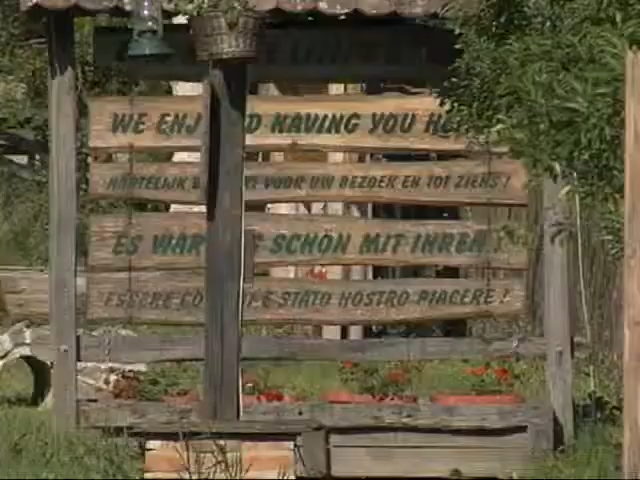 WE ENJ D HAVING YOU HE
HARTELIJK B VOOR UW BEZOEK EN TOT ZIENS !
ES WAR SCHÖN MIT IHNEN !
ESSERE CO E STATO NOSTRO PIACERE !